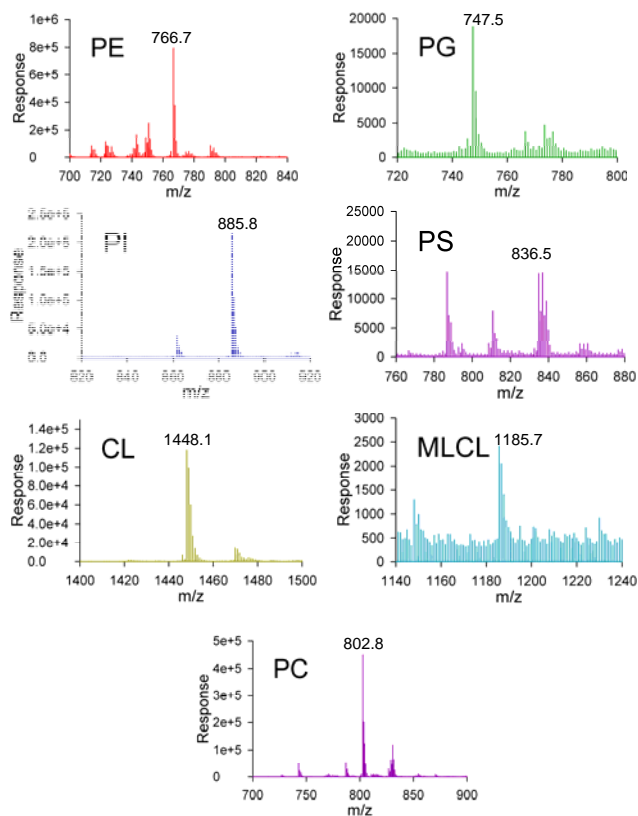 PE
766.7
Response
1e+6
8e+5
6e+5
4e+5
2e+5
0
700 720 740 760 780 800 820 840
m/z
PG
747.5
Response
20000
15000
10000
5000
0
720 740 760 780 800
m/z
PI
885.8
Response
0.0
m/z
PS
836.5
Response
25000
20000
15000
10000
5000
0
760 780 800 820 840 860 880
m/z
CL
1448.1
Response
1.4e+5
1.2e+5
1.0e+5
8.0e+4
6.0e+4
4.0e+4
2.0e+4
0.0
1400 1420 1440 1460 1480 1500
m/z
MLCL
1185.7
Response
3000
2500
2000
1500
1000
500
0
1140 1160 1180 1200 1220 1240
m/z
PC
802.8
Response
5e+5
4e+5
3e+5
2e+5
1e+5
0
700 750 800 850 900
m/z